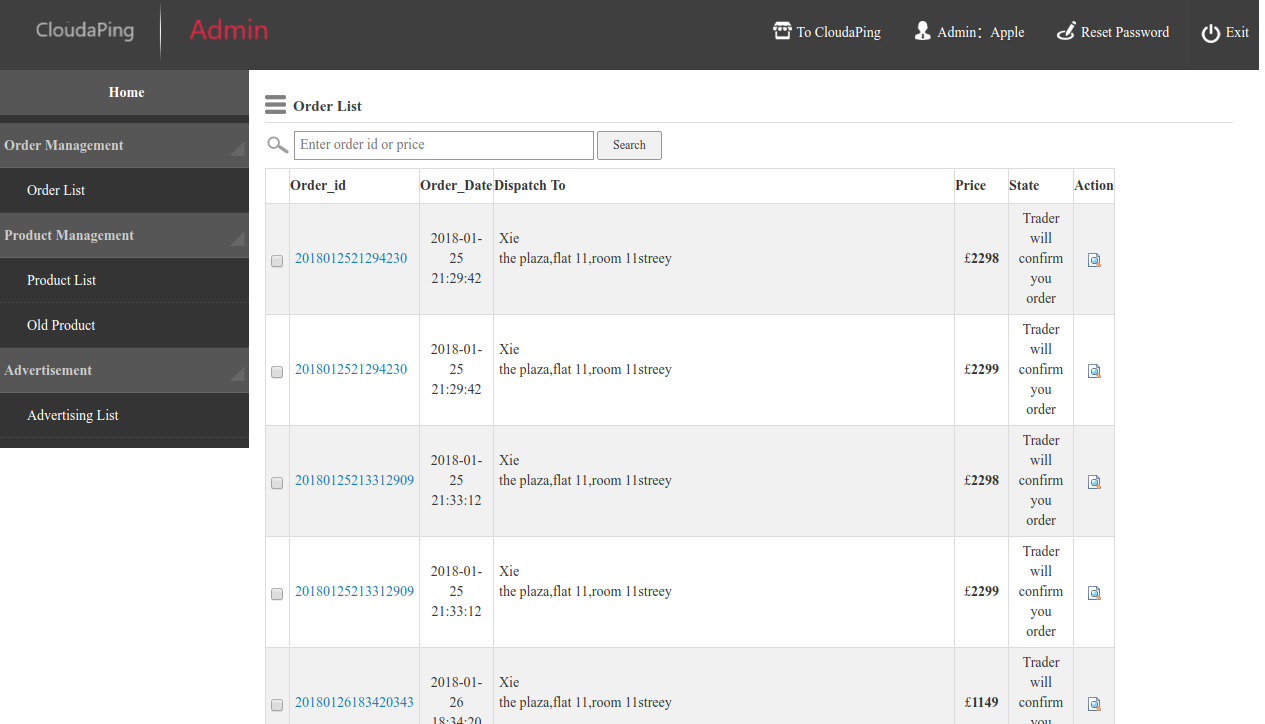 CloudaPing
Admin
To CloudaPing
Admin：Apple
Reset Password
Exit
Home
Order Management
Order List
Product Management
Product List
Old Product
Advertisement
Advertising List
Order List
Enter order id or price
Search
Order_id Order_Date Dispatch To Price State Action
2018012521294230
2018-01-
25
21:29:42
Xie
the plaza,flat 11,room 11streey
£2298
Trader
will
confirm
you
order
2018012521294230
2018-01-
25
21:29:42
Xie
the plaza,flat 11,room 11streey
£2299
Trader
will
confirm
you
order
20180125213312909
2018-01-
25
21:33:12
Xie
the plaza,flat 11,room 11streey
£2298
Trader
will
confirm
you
order
20180125213312909
2018-01-
25
21:33:12
Xie
the plaza,flat 11,room 11streey
£2299
Trader
will
confirm
you
order
20180126183420343
2018-01-
26
18:34:20
Xie
the plaza,flat 11,room 11streey
£1149
Trader
will
confirm
you